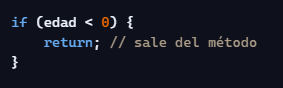 if (edad < 0) {
    return; // sale del método
}